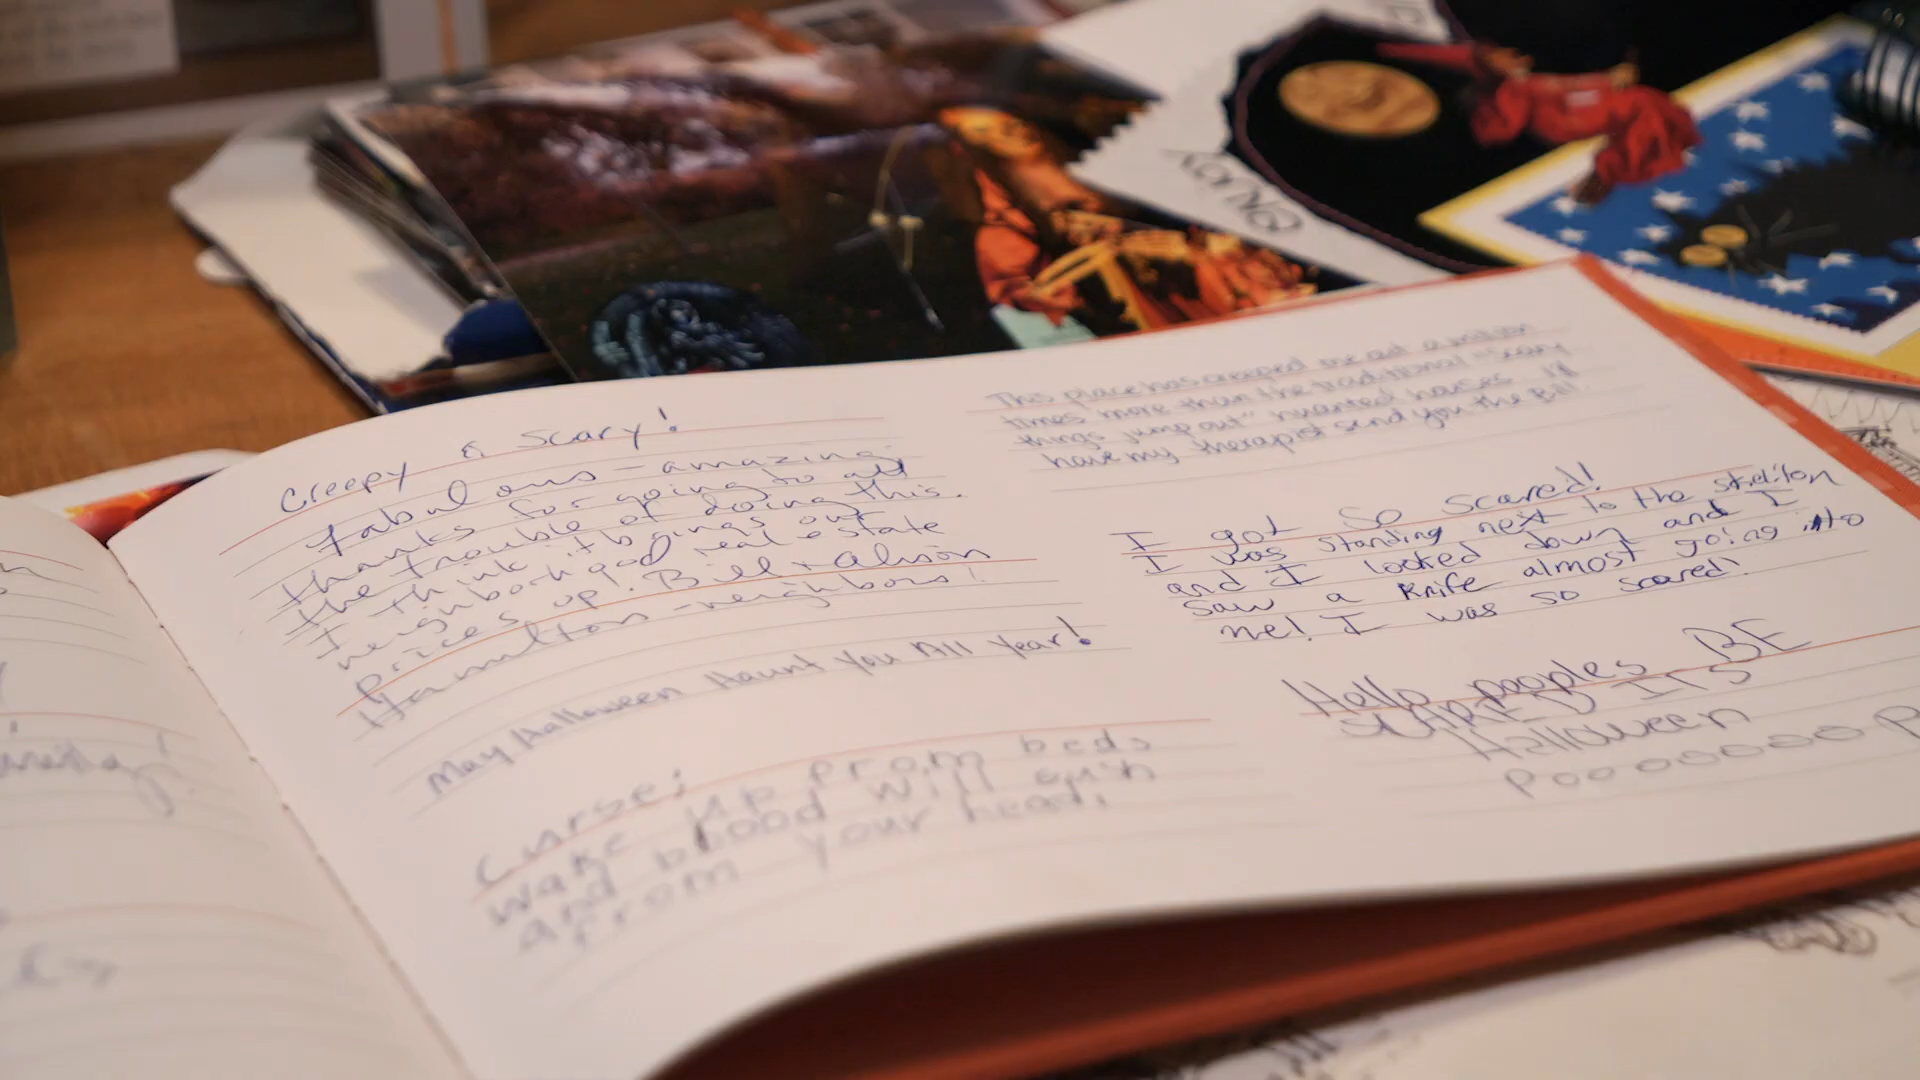 Creepy & Scary!
Fabulous - amazing,
thanks for going to all
the trouble of doing this.
I think it brings our
neighborhood real estate
prices up! Bill + Alison
Hamilton - neighbors!
May Halloween Haunt You All Year!
Curse:
wake up from beds
and blood will gush
from your head.
This place has creeped me out a million
times more than the traditional "scary
things jump out" huanted houses. I'll
have my therapist send you the Bill.
I got so scared!
I was standing next to the skeliton
and I looked down and I
saw a knife almost going into
me! I was so scared!
Hello peoples BE
SCARED ITS
Halloween
POOOOOOOP
ENJOY